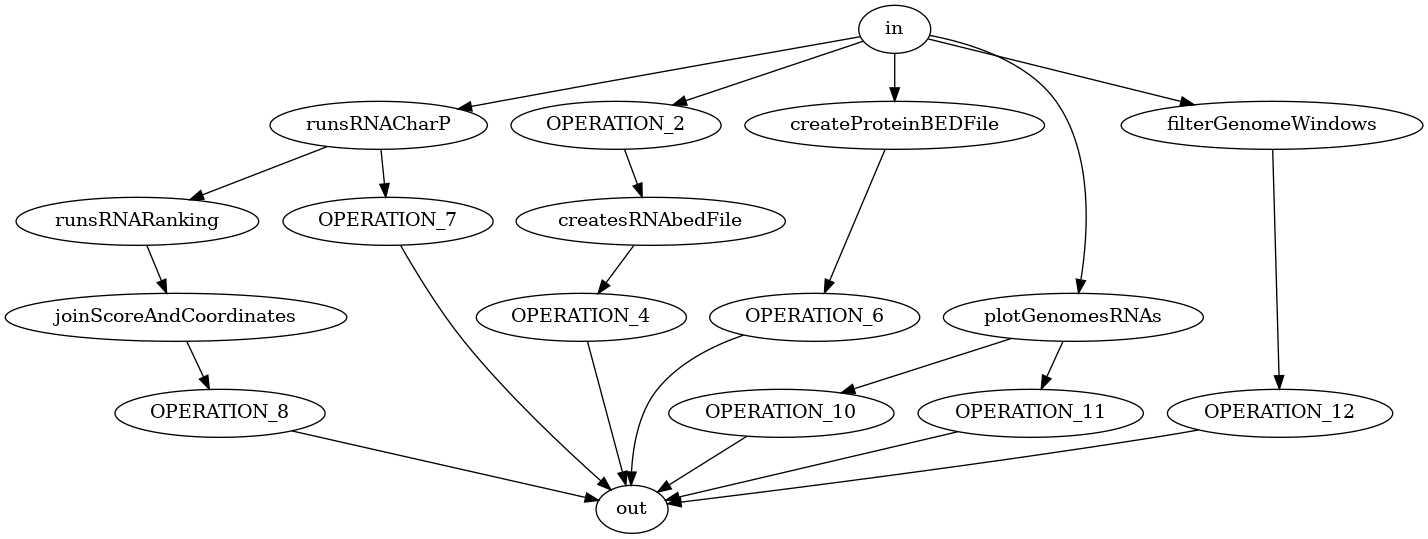 in
runsRNACharP
OPERATION_2
createProteinBEDFile
filterGenomeWindows
runsRNARanking
OPERATION_7
createsRNAbedFile
joinScoreAndCoordinates
OPERATION_4
OPERATION_6
plotGenomesRNAs
OPERATION_8
OPERATION_10
OPERATION_11
OPERATION_12
out